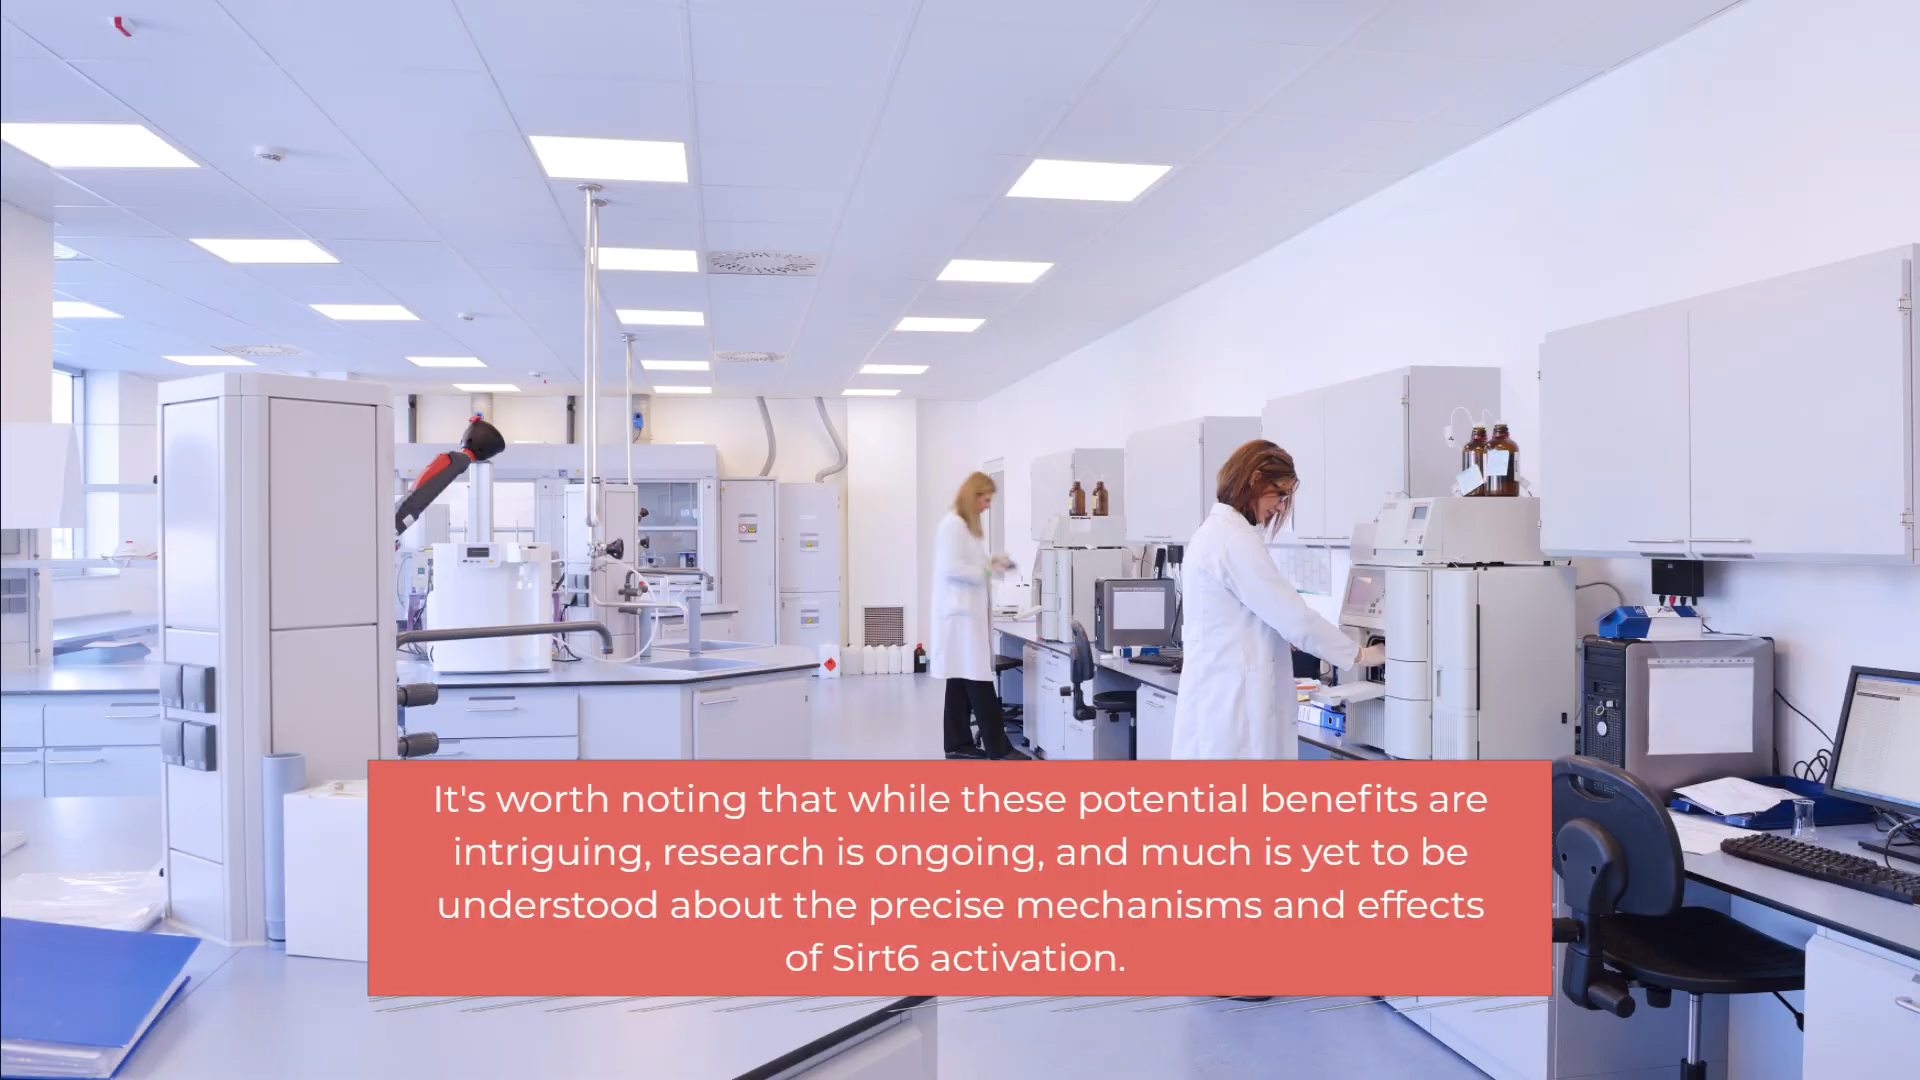 It's worth noting that while these potential benefits are
intriguing, research is ongoing, and much is yet to be
understood about the precise mechanisms and effects
of Sirt6 activation.